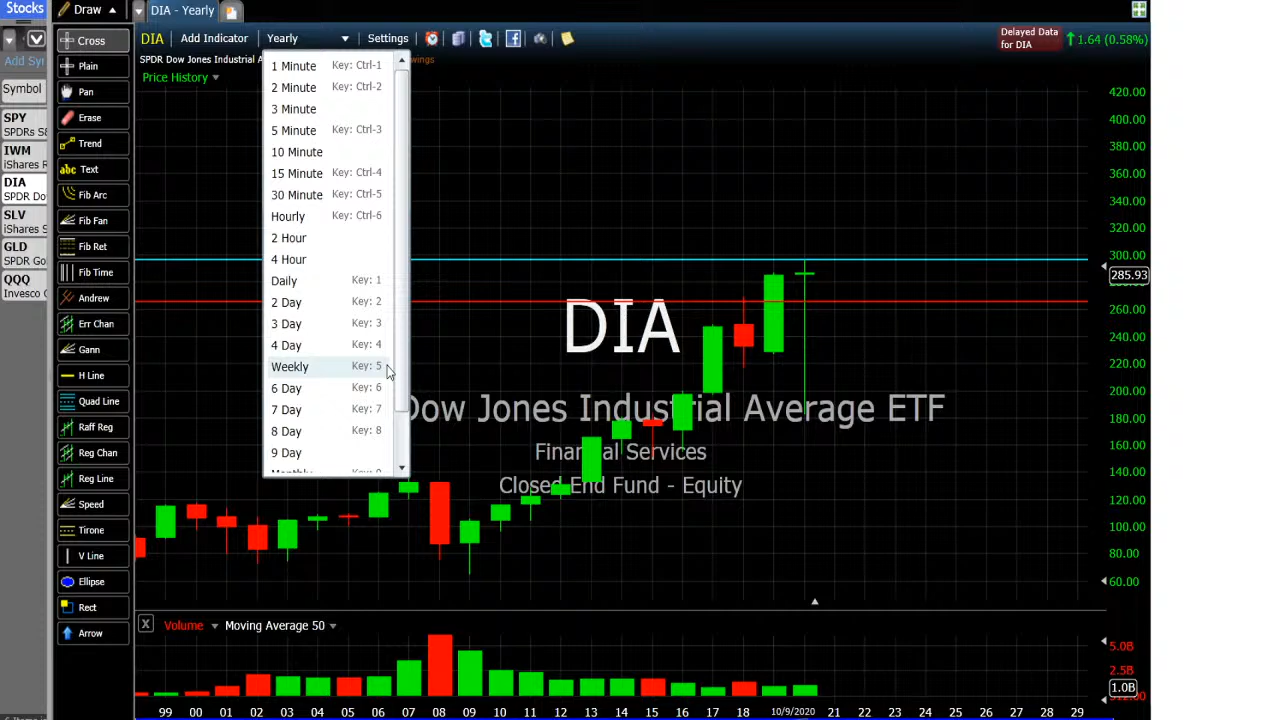 Stocks
Draw
DIA - Yearly
DIA
Add Indicator
Yearly
Settings
Delayed Data
for DIA
1.64 (0.58%)
SPDR Dow Jones Industrial A
Price History
Add Sy
Symbol
SPY
SPDRs S&
IWM
iShares R
DIA
SPDR Do
SLV
iShares S
GLD
SPDR Go
QQQ
Invesco Q
Cross
Plain
Pan
Erase
Trend
abc Text
Fib Arc
Fib Fan
Fib Ret
Fib Time
Andrew
Err Chan
Gann
H Line
Quad Line
Raff Reg
Reg Chan
Reg Line
Speed
Tirone
V Line
Ellipse
Rect
Arrow
1 Minute Key: Ctrl-1
2 Minute Key: Ctrl-2
3 Minute
5 Minute Key: Ctrl-3
10 Minute
15 Minute Key: Ctrl-4
30 Minute Key: Ctrl-5
Hourly Key: Ctrl-6
2 Hour
4 Hour
Daily Key: 1
2 Day Key: 2
3 Day Key: 3
4 Day Key: 4
Weekly Key: 5
6 Day Key: 6
7 Day Key: 7
8 Day Key: 8
9 Day
DIA
Dow Jones Industrial Average ETF
Financial Services
Closed End Fund - Equity
420.00
400.00
380.00
360.00
340.00
320.00
300.00
285.93
260.00
240.00
220.00
200.00
180.00
160.00
140.00
120.00
100.00
80.00
60.00
X Volume Moving Average 50
5.0B
2.5B
1.0B
99 00 01 02 03 04 05 06 07 08 09 10 11 12 13 14 15 16 17 18 10/9/2020 21 22 23 24 25 26 27 28 29